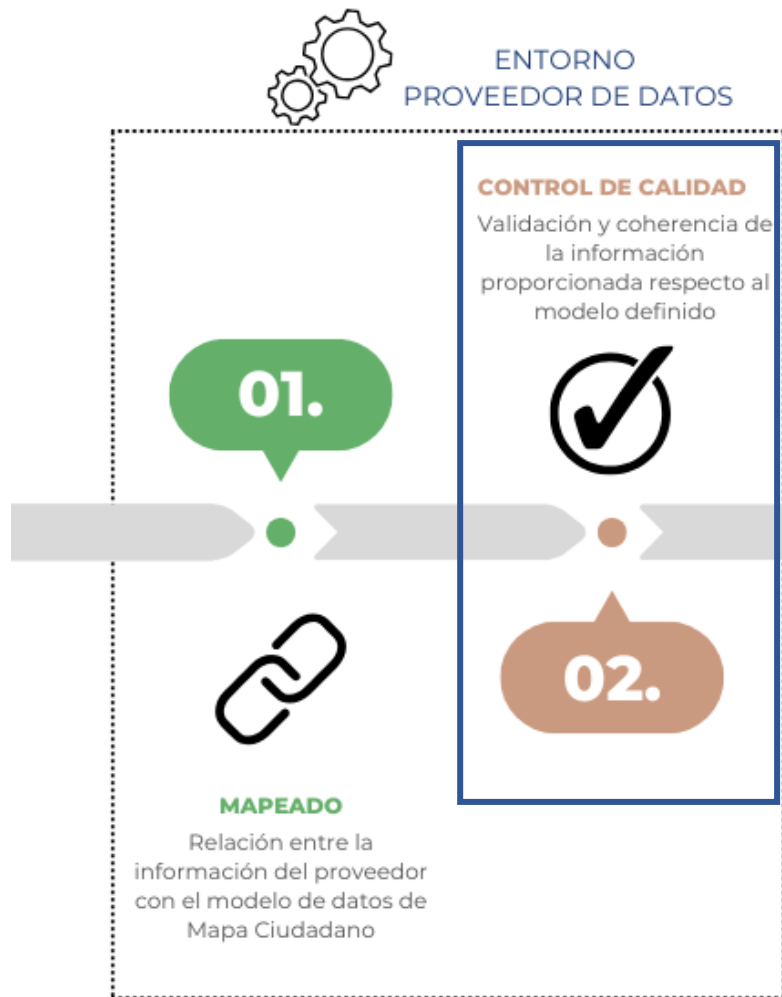 ENTORNO
PROVEEDOR DE DATOS
CONTROL DE CALIDAD
Validación y coherencia de
la información
proporcionada respecto al
modelo definido
01.
02.
MAPEADO
Relación entre la
información del proveedor
con el modelo de datos de
Mapa Ciudadano